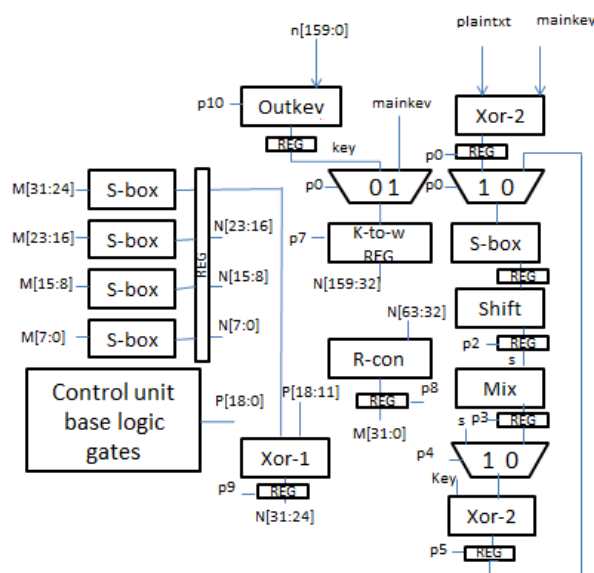 n[159:0]
plaintxt
mainkey
p10
Outkev
mainkev
Xor-2
REG
key
p0
REG
M[31:24]
S-box
p0
0 1
p0
1 0
M[23:16]
S-box
N[23:16]
REG
p7
K-to-w
REG
S-box
M[15:8]
S-box
N[15:8]
N[159:32]
REG
M[7:0]
S-box
N[7:0]
N[63:32]
Shift
R-con
p2
REG
s
Control unit
base logic
gates
P[18:0]
P[18:11]
REG
p8
Mix
M[31:0]
s
p3
REG
Xor-1
p4
1 0
p9
REG
Key
N[31:24]
Xor-2
p5
REG